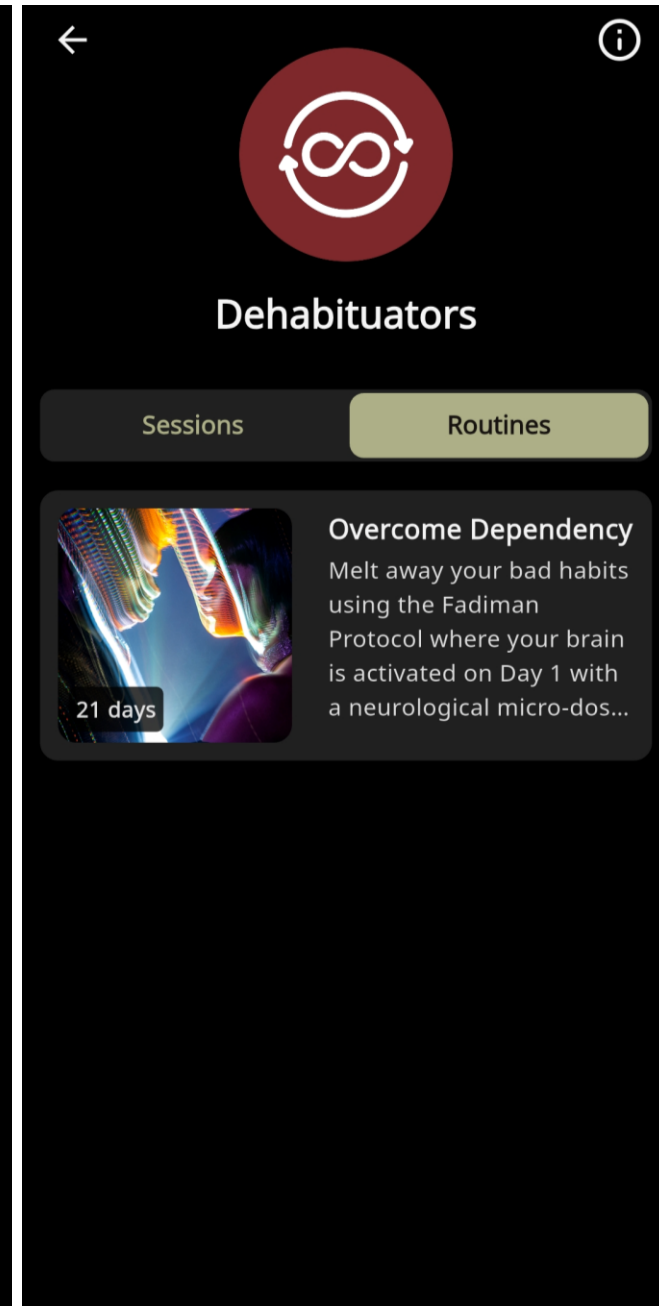 Dehabituators
Sessions
Routines
Overcome Dependency
Melt away your bad habits
using the Fadiman
Protocol where your brain
is activated on Day 1 with
a neurological micro-dos...
21 days